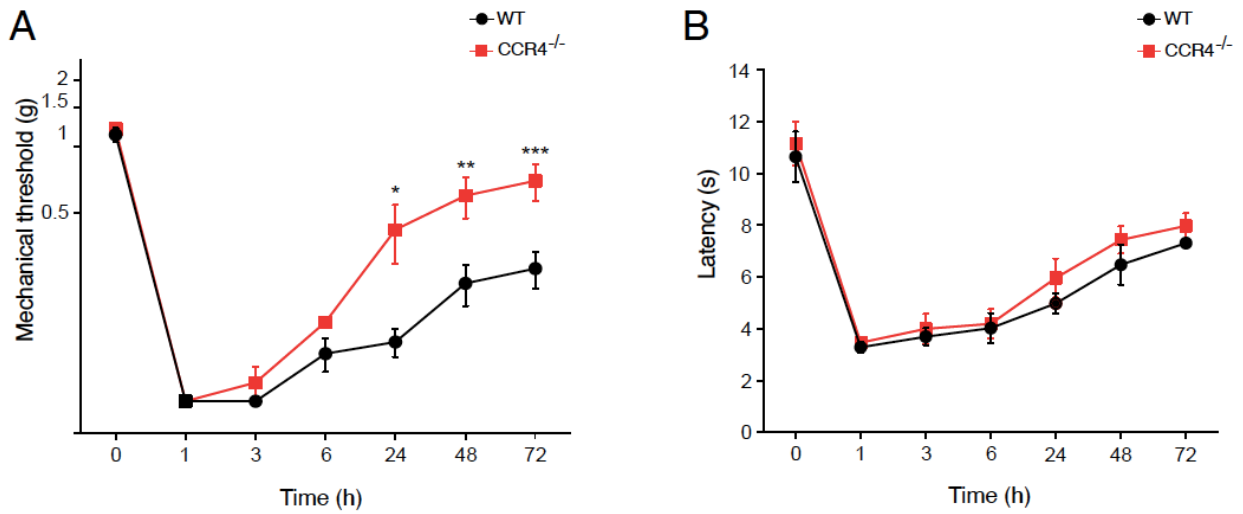 A
WT
CCR4-/-
Mechanical threshold (g)
2
1.5
1
0.5
*
**
***
0 1 3 6 24 48 72
Time (h)
B
WT
CCR4-/-
Latency (s)
14
12
10
8
6
4
2
0
0 1 3 6 24 48 72
Time (h)